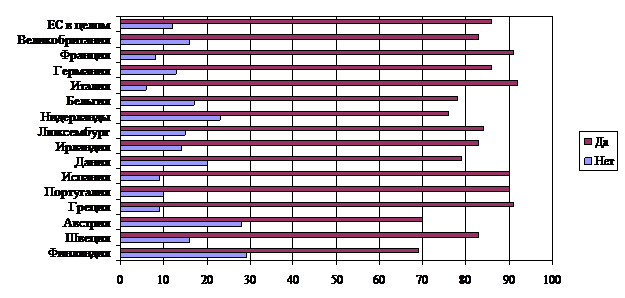 ЕС в целом
Великобритания
Франция
Германия
Италия
Бельгия
Нидерланды
Люксембург
Ирландия
Дания
Испания
Португалия
Греция
Австрия
Швеция
Финляндия
0 10 20 30 40 50 60 70 80 90 100
Да
Нет